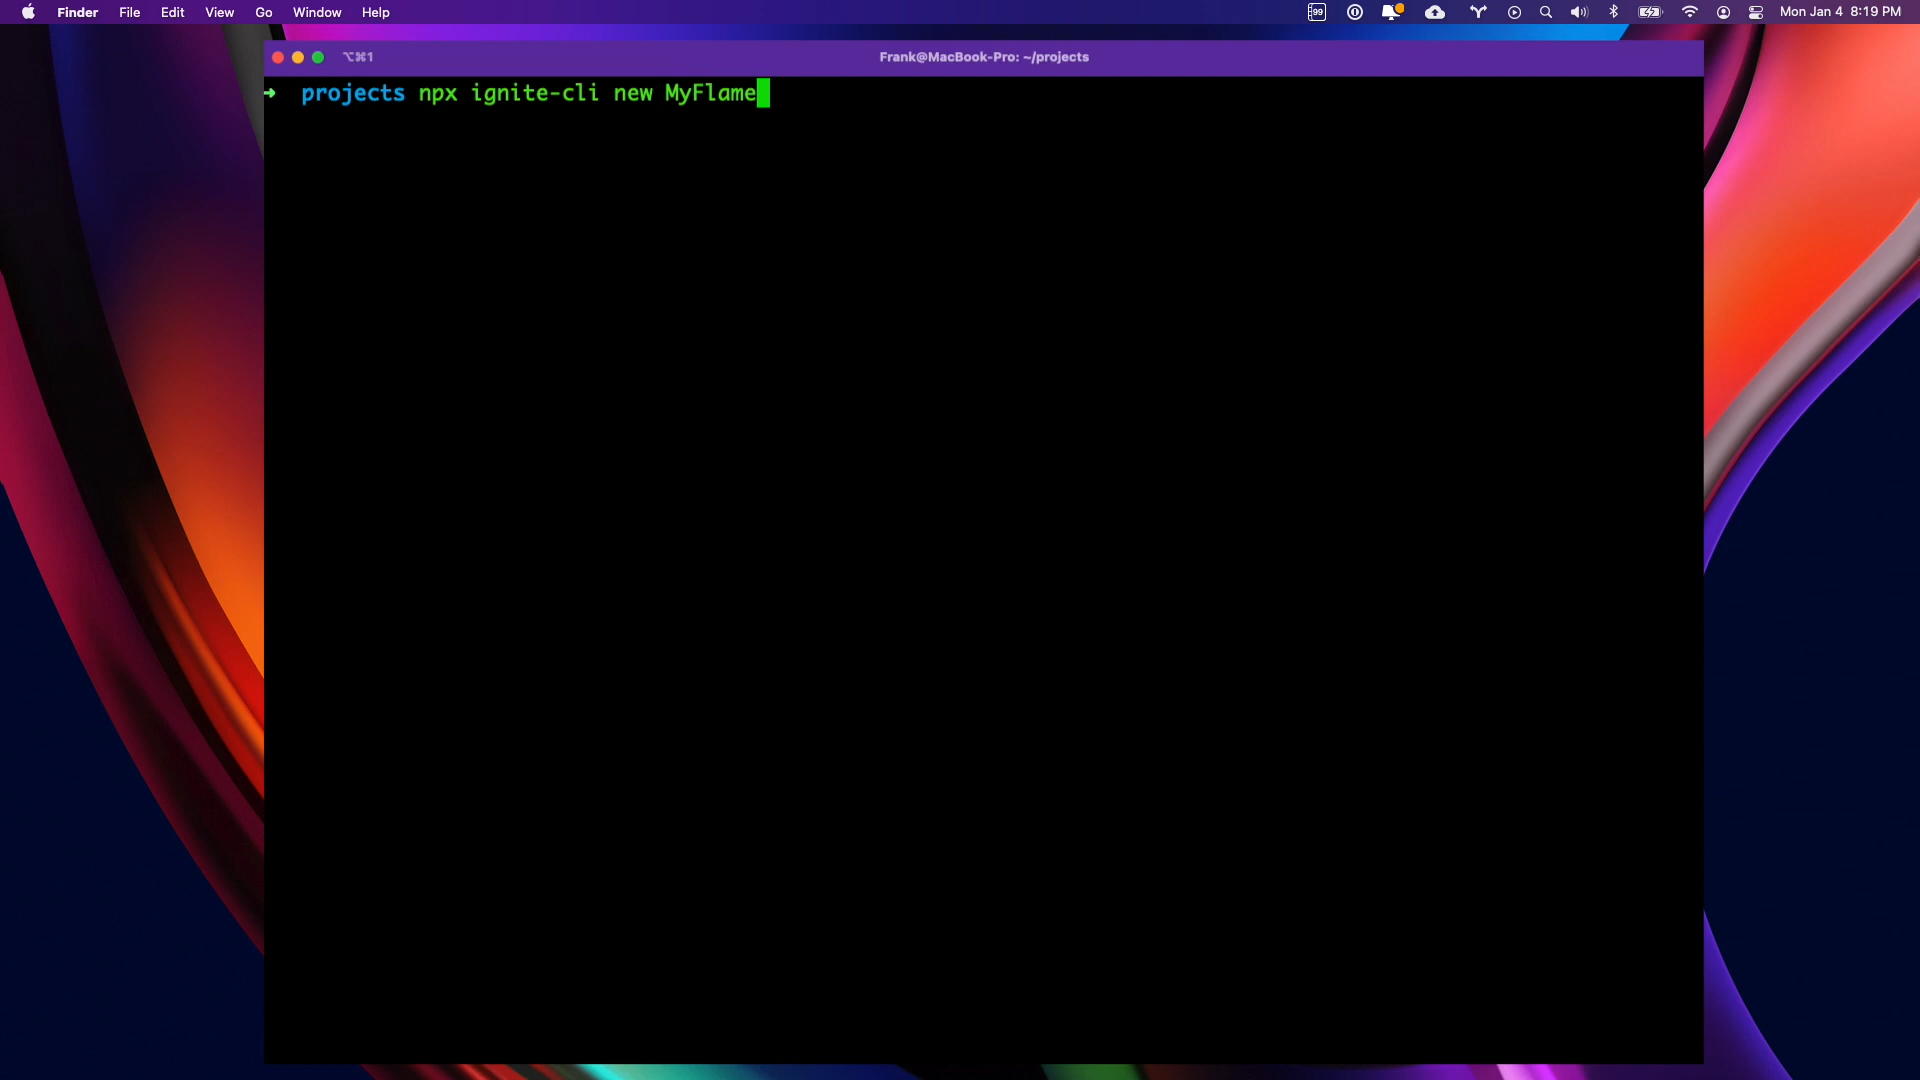 Finder File Edit View Go Window Help 99 Mon Jan 4 8:19 PM
⌥⌘1 Frank@MacBook-Pro: ~/projects
➜ projects npx ignite-cli new MyFlame